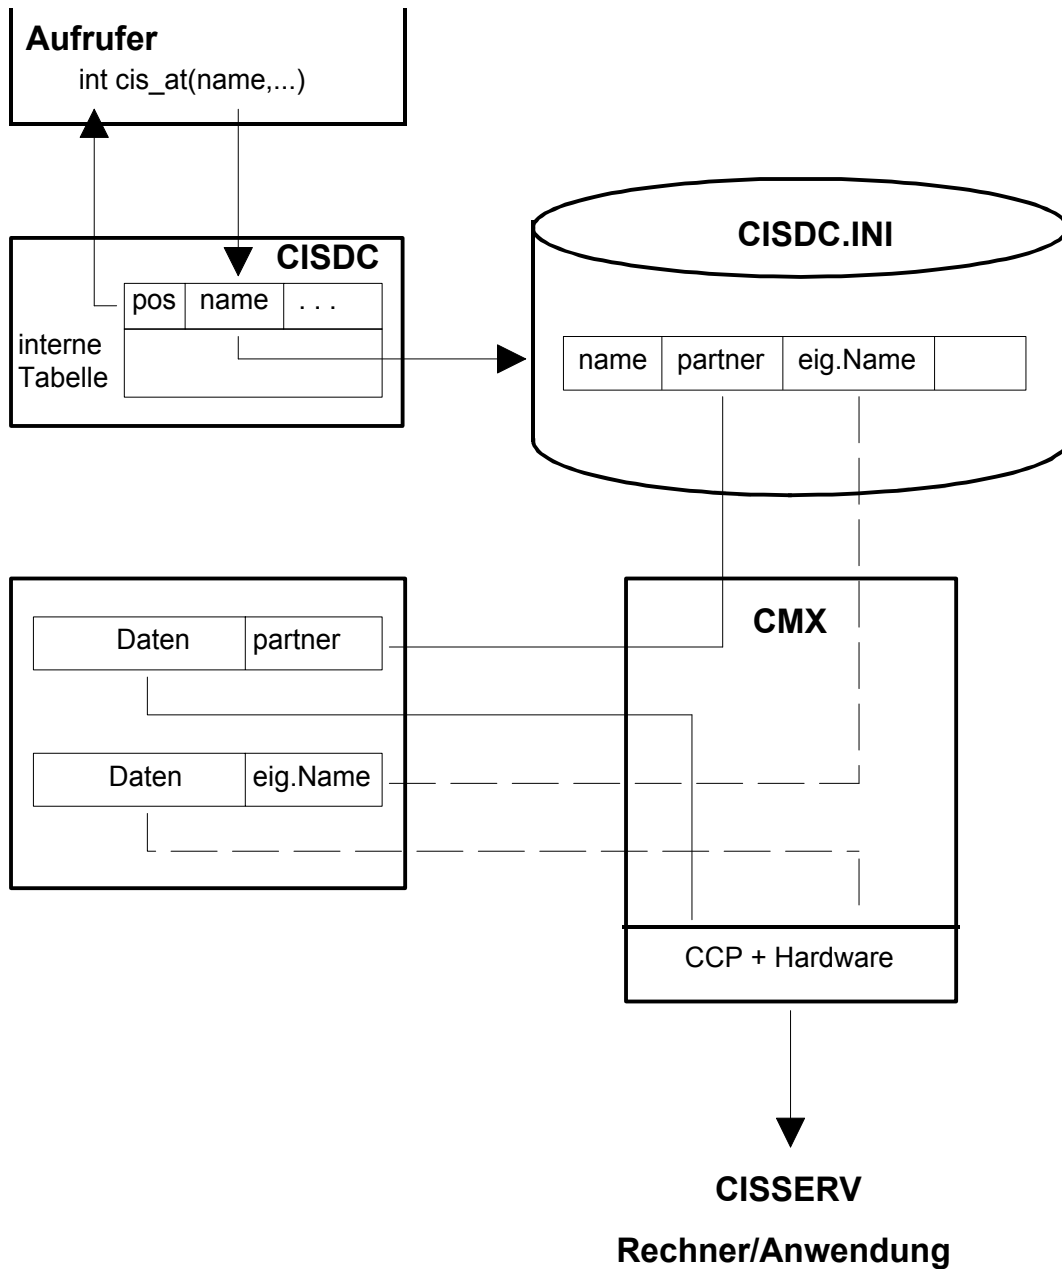 Aufrufer
int cis_at(name,...)
CISDC.INI
CISDC
pos name . . .
interne
Tabelle
name partner eig.Name
CMX
Daten partner
Daten eig.Name
CCP + Hardware
CISSERV
Rechner/Anwendung